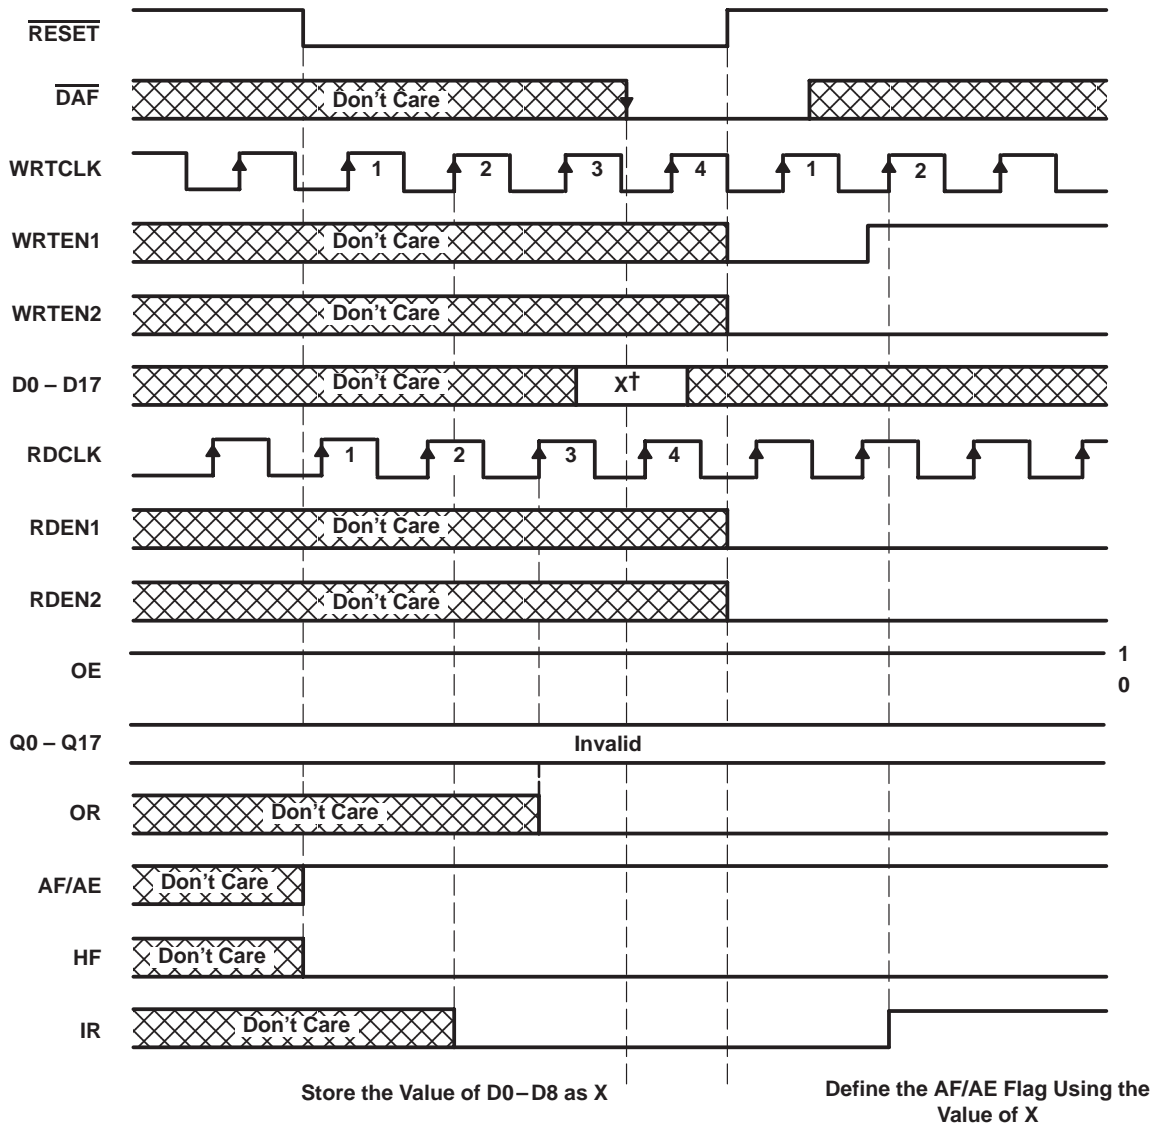 RESET
DAF
Don't Care
WRTCLK
1 2 3 4 1 2
WRTEN1
Don't Care
WRTEN2
Don't Care
D0 – D17
Don't Care
X†
RDCLK
1 2 3 4
RDEN1
Don't Care
RDEN2
Don't Care
OE
1
0
Q0 – Q17
Invalid
OR
Don't Care
AF/AE
Don't Care
HF
Don't Care
IR
Don't Care
Store the Value of D0–D8 as X
Define the AF/AE Flag Using the
Value of X